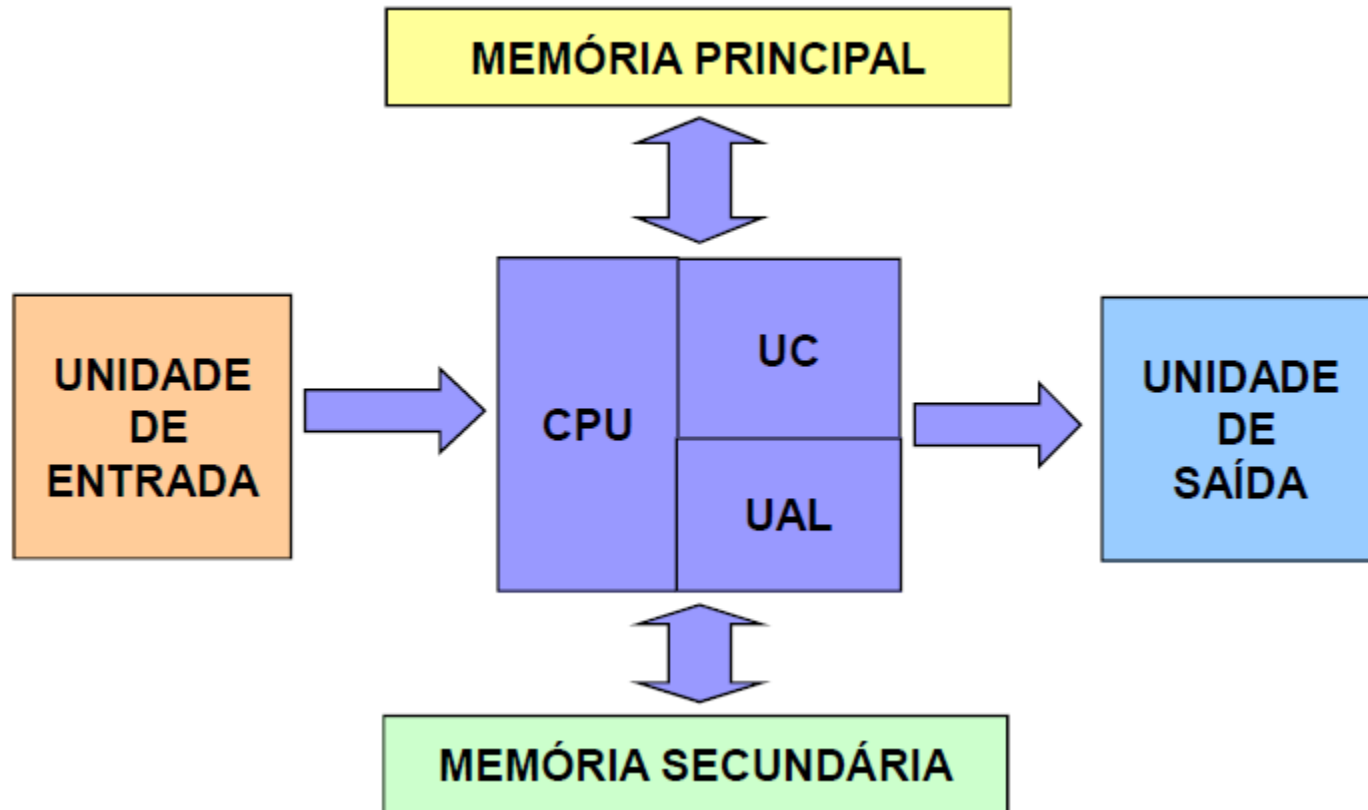 MEMÓRIA PRINCIPAL
UNIDADE
DE
ENTRADA
CPU
UC
UAL
UNIDADE
DE
SAÍDA
MEMÓRIA SECUNDÁRIA